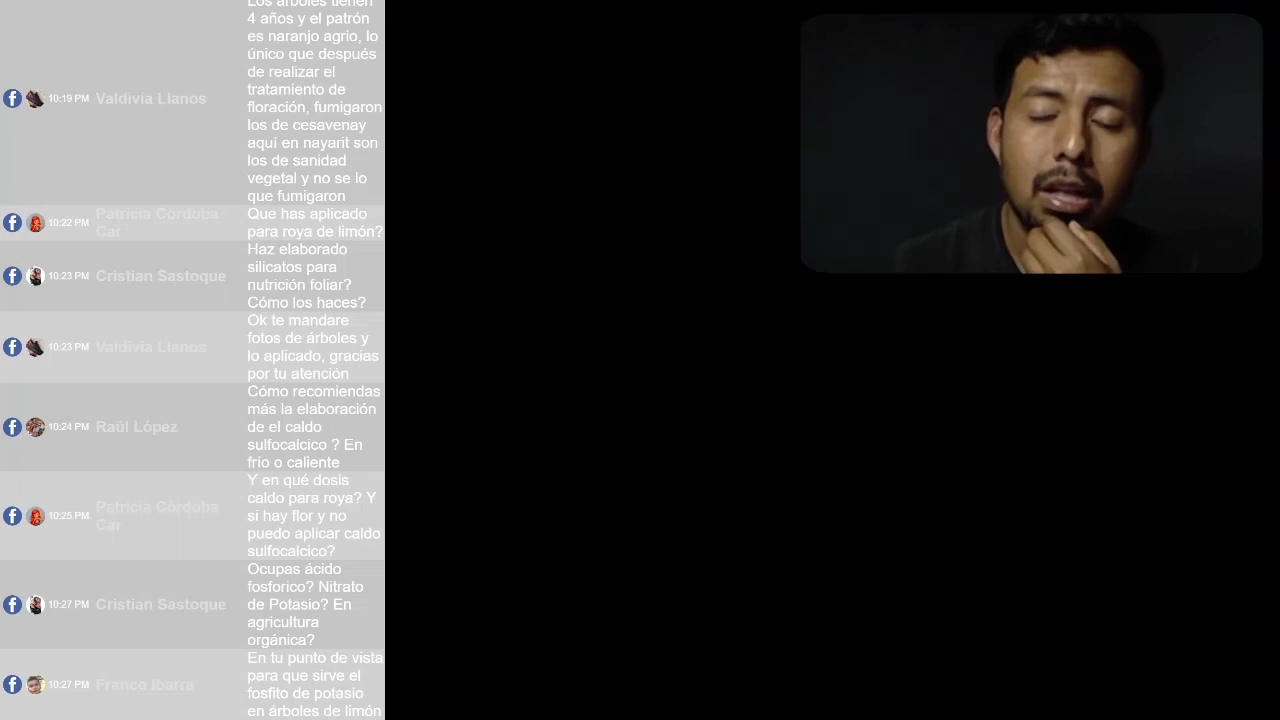 Los árboles tienen
4 años y el patrón
es naranjo agrio, lo
único que después
de realizar el
tratamiento de
10:19 PM Valdivia Llanos
floración, fumigaron
los de cesavenay
aquí en nayarit son
los de sanidad
vegetal y no se lo
que fumigaron
10:22 PM Patricia Córdoba
Car
Que has aplicado
para roya de limón?
10:23 PM Cristian Sastoque
Haz elaborado
silicatos para
nutrición foliar?
Cómo los haces?
10:23 PM Valdivia Llanos
Ok te mandare
fotos de árboles y
lo aplicado, gracias
por tu atención
10:24 PM Raúl López
Cómo recomiendas
más la elaboración
de el caldo
sulfocalcico ? En
frío o caliente
10:25 PM Patricia Córdoba
Car
Y en qué dosis
caldo para roya? Y
si hay flor y no
puedo aplicar caldo
sulfocalcico?
10:27 PM Cristian Sastoque
Ocupas ácido
fosforico? Nitrato
de Potasio? En
agricultura
orgánica?
10:27 PM Franco Ibarra
En tu punto de vista
para que sirve el
fosfito de potasio
en árboles de limón